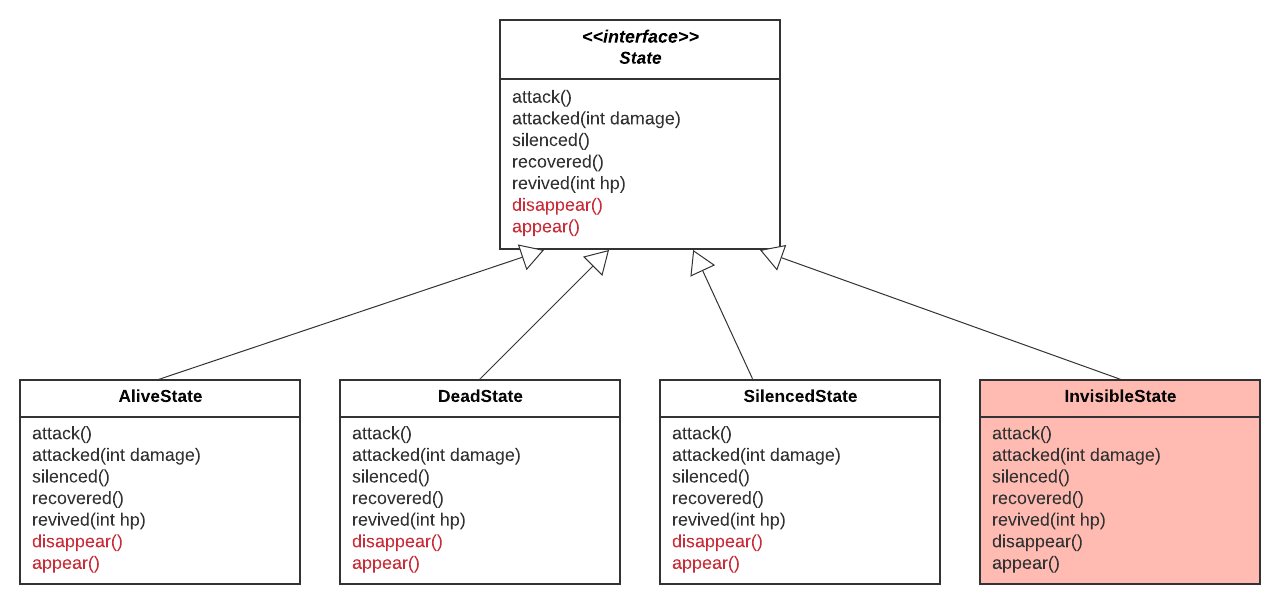 <<interface>>
State
attack()
attacked(int damage)
silenced()
recovered()
revived(int hp)
disappear()
appear()
AliveState
attack()
attacked(int damage)
silenced()
recovered()
revived(int hp)
disappear()
appear()
DeadState
attack()
attacked(int damage)
silenced()
recovered()
revived(int hp)
disappear()
appear()
SilencedState
attack()
attacked(int damage)
silenced()
recovered()
revived(int hp)
disappear()
appear()
InvisibleState
attack()
attacked(int damage)
silenced()
recovered()
revived(int hp)
disappear()
appear()